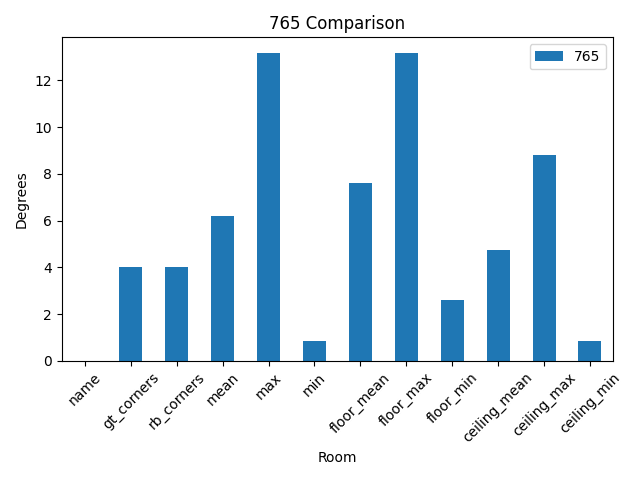 765 Comparison
765
Degrees
12
10
8
6
4
2
0
name
gt_corners
rb_corners
mean
max
min
floor_mean
floor_max
floor_min
ceiling_mean
ceiling_max
ceiling_min
Room